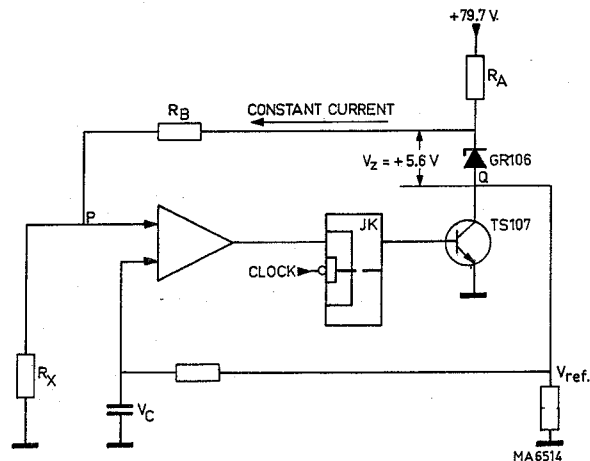 +79.7 V.
RA
RB
CONSTANT CURRENT
Vz = + 5.6 V
GR106
Q
P
JK
TS107
CLOCK
RX
VC
Vref.
MA6514